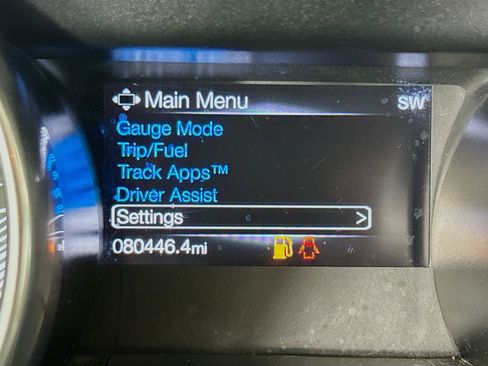 Main Menu SW
Gauge Mode
Trip/Fuel
Track Apps™
Driver Assist
Settings >
080446.4mi